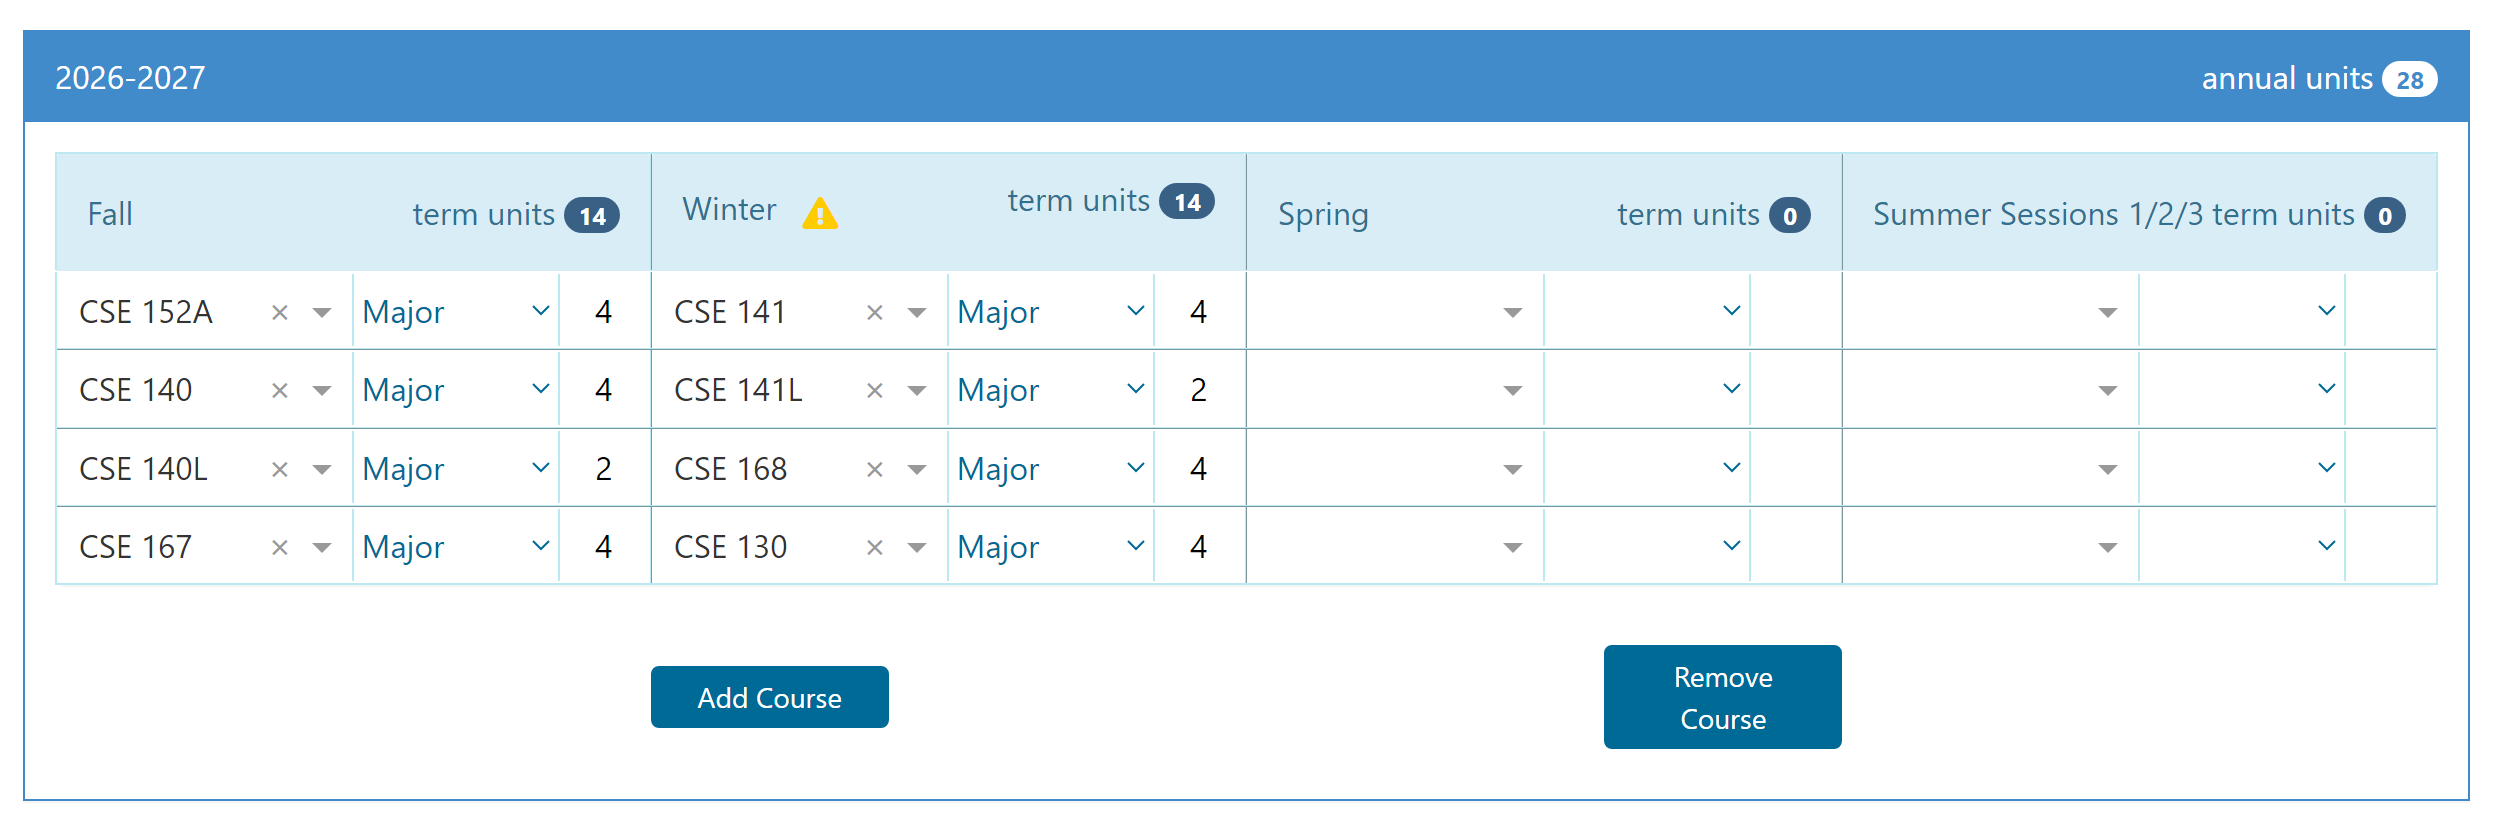 2026-2027 annual units 28
Fall term units 14 Winter term units 14 Spring term units 0 Summer Sessions 1/2/3 term units 0
CSE 152A × Major 4 CSE 141 × Major 4
CSE 140 × Major 4 CSE 141L × Major 2
CSE 140L × Major 2 CSE 168 × Major 4
CSE 167 × Major 4 CSE 130 × Major 4
Add Course
Remove
Course